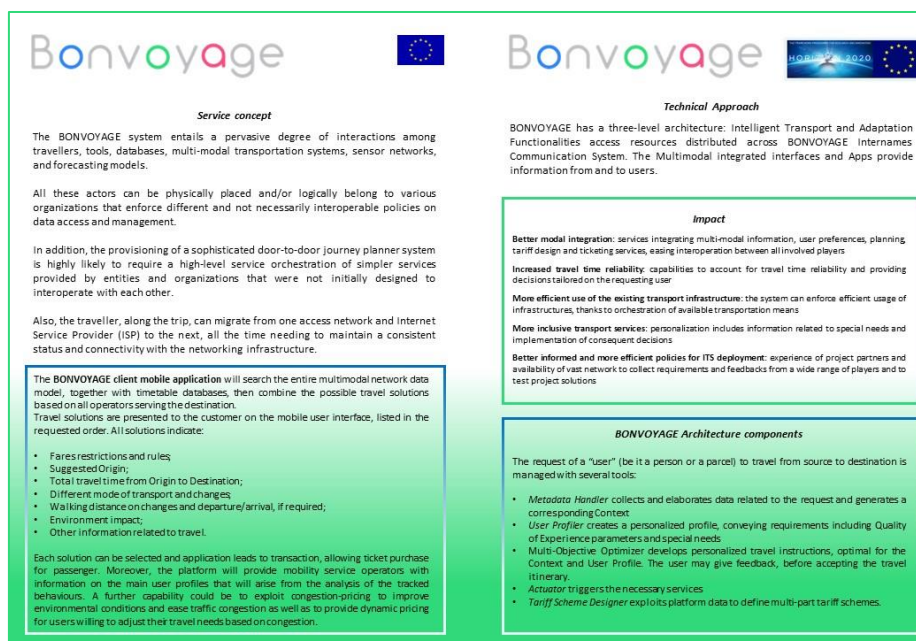 Bonvoyage
Service concept
The BONVOYAGE system entails a pervasive degree of interactions among
travellers, tools, databases, multi-modal transportation systems, sensor networks,
and forecasting models.
All these actors can be physically placed and/or logically belong to various
organizations that enforce different and not necessarily interoperable policies on
data access and management.
In addition, the provisioning of a sophisticated door-to-door journey planner system
is highly likely to require a high-level service orchestration of simpler services
provided by entities and organizations that were not initially designed to
interoperate with each other.
Also, the traveller, along the trip, can migrate from one access network and Internet
Service Provider (ISP) to the next, all the time needing to maintain a consistent
status and connectivity with the networking infrastructure.
The BONVOYAGE client mobile application will search the entire multimodal network data
model, together with timetable databases, then combine the possible travel solutions
based on all operators serving the destination.
Travel solutions are presented to the customer on the mobile user interface, listed in the
requested order. All solutions indicate:
• Fares restrictions and rules;
• Suggested Origin;
• Total travel time from Origin to Destination;
• Different mode of transport and changes;
• Walking distance on changes and departure/arrival, if required;
• Environment impact;
• Other information related to travel.
Each solution can be selected and application leads to transaction, allowing ticket purchase
for passenger. Moreover, the platform will provide mobility service operators with
information on the main user profiles that will arise from the analysis of the tracked
behaviours. A further capability could be to exploit congestion-pricing to improve
environmental conditions and ease traffic congestion as well as to provide dynamic pricing
for users willing to adjust their travel needs based on congestion.
Bonvoyage
HORIZON 2020
Technical Approach
BONVOYAGE has a three-level architecture: Intelligent Transport and Adaptation
Functionalities access resources distributed across BONVOYAGE Internames
Communication System. The Multimodal integrated interfaces and Apps provide
information from and to users.
Impact
Better modal integration: services integrating multi-modal information, user preferences, planning,
tariff design and ticketing services, easing interoperation between all involved players
Increased travel time reliability: capabilities to account for travel time reliability and providing
decisions tailored on the requesting user
More efficient use of the existing transport infrastructure: the system can enforce efficient usage of
infrastructures, thanks to orchestration of available transportation means
More inclusive transport services: personalization includes information related to special needs and
implementation of consequent decisions
Better informed and more efficient policies for ITS deployment: experience of project partners and
availability of vast network to collect requirements and feedbacks from a wide range of players and to
test project solutions
BONVOYAGE Architecture components
The request of a “user” (be it a person or a parcel) to travel from source to destination is
managed with several tools:
• Metadata Handler collects and elaborates data related to the request and generates a
corresponding Context
• User Profiler creates a personalized profile, conveying requirements including Quality
of Experience parameters and special needs
• Multi-Objective Optimizer develops personalized travel instructions, optimal for the
Context and User Profile. The user may give feedback, before accepting the travel
itinerary.
• Actuator triggers the necessary services
• Tariff Scheme Designer exploits platform data to define multi-part tariff schemes.